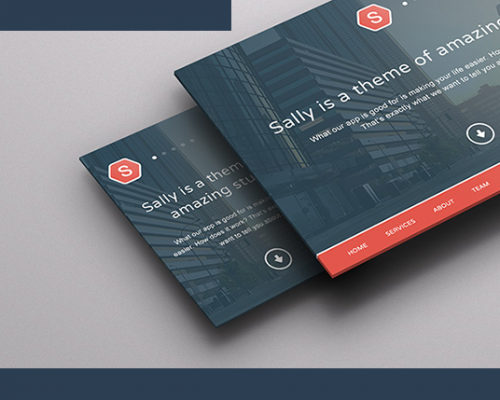 S
Sally is a theme of amazing
What our app is good for is making your life easier. How
That's exactly what we want to tell you
HOME SERVICES ABOUT TEAM
S
Sally is a them
amazing stu
What our app is good for is
easier. How does it work? That's
want to tell you